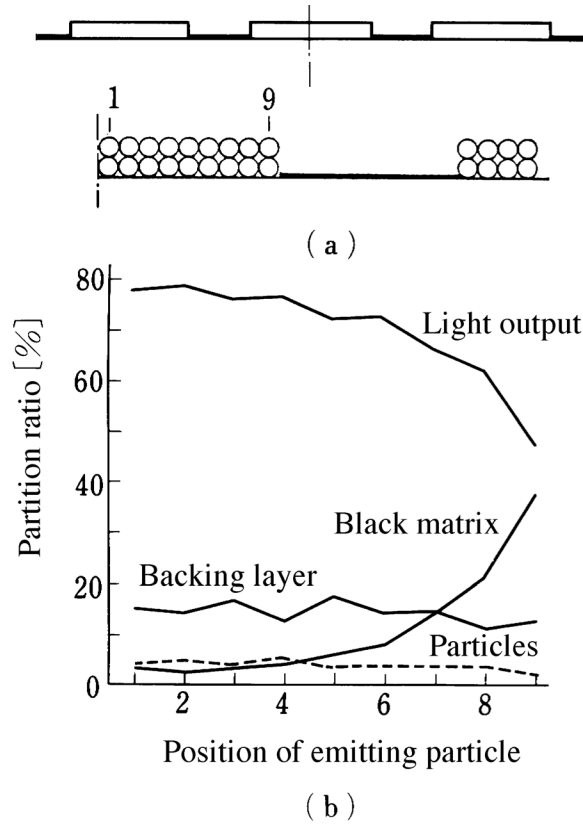 1 9
( a )
80
60
40
20
0
Partition ratio [%]
Light output
Black matrix
Backing layer
Particles
2 4 6 8
Position of emitting particle
( b )